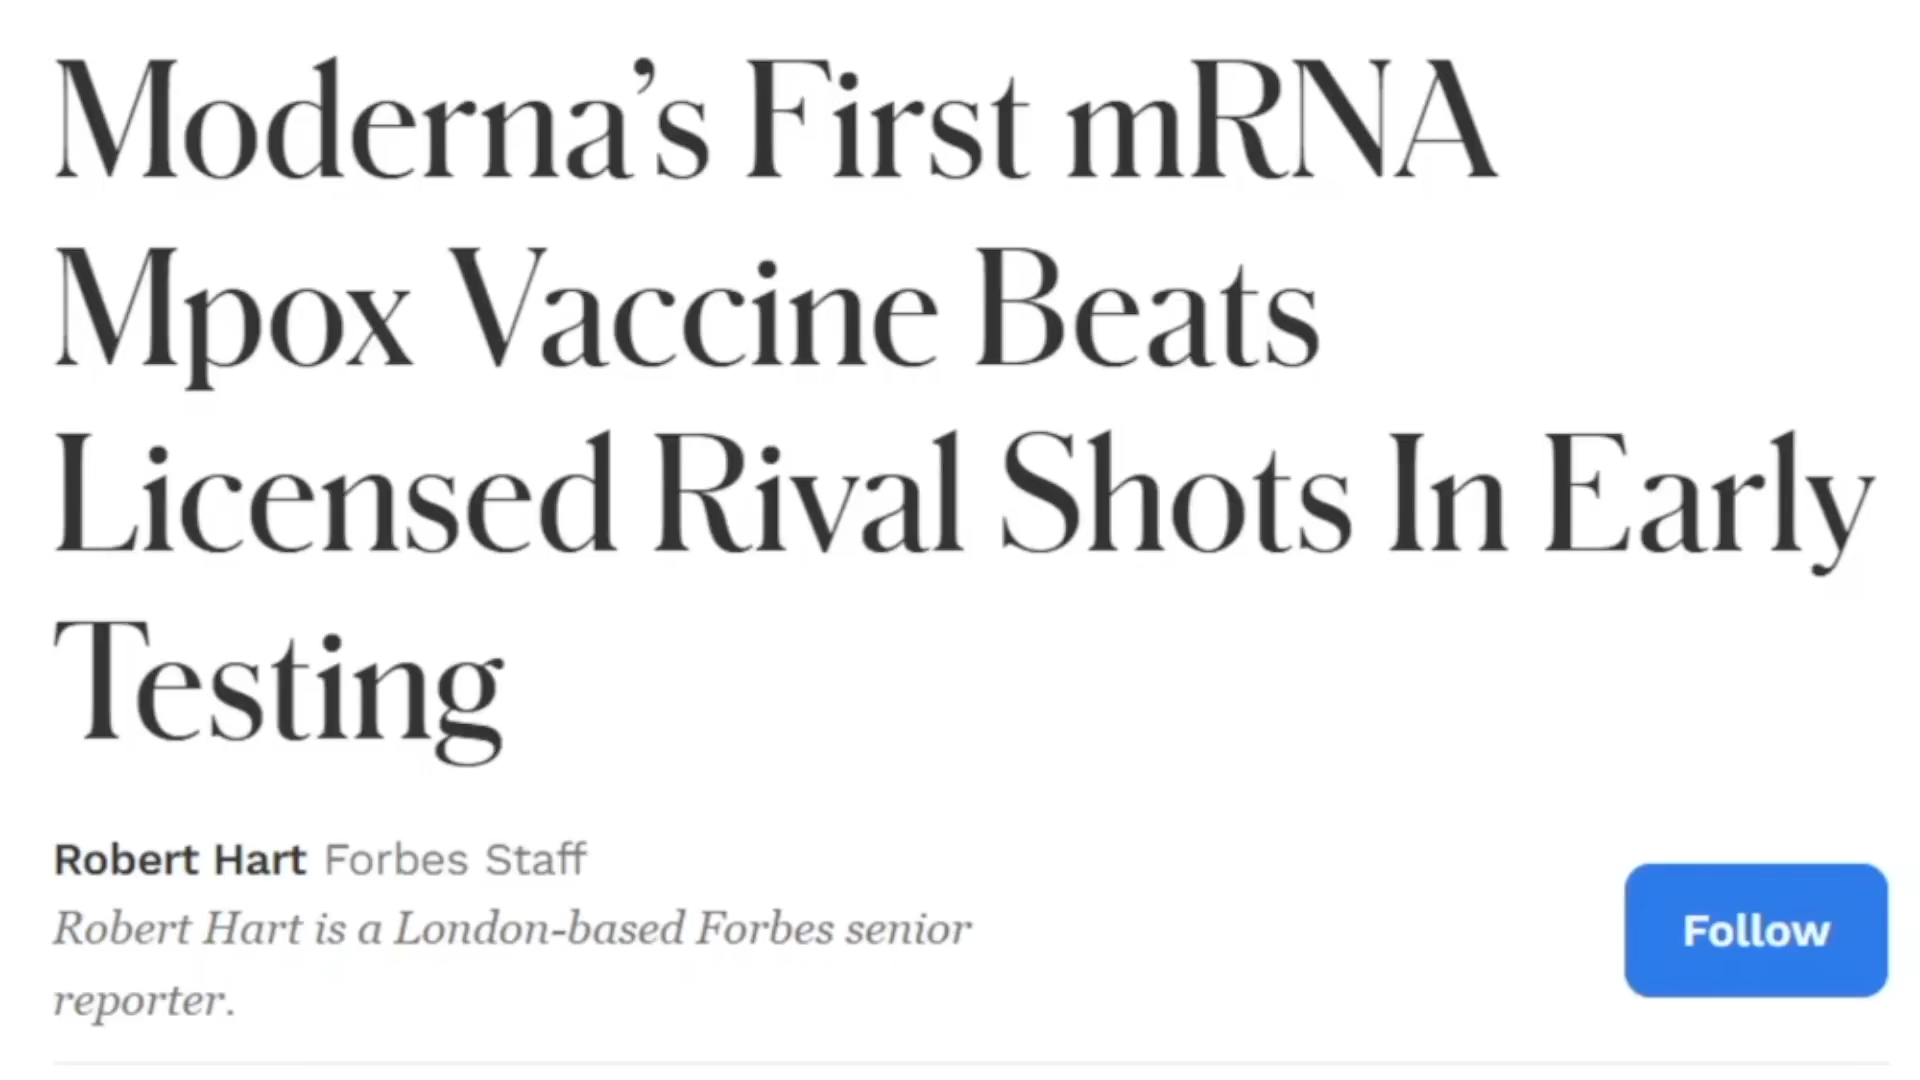 Moderna’s First mRNA
Mpox Vaccine Beats
Licensed Rival Shots In Early
Testing
Robert Hart Forbes Staff
Robert Hart is a London-based Forbes senior
reporter.
Follow